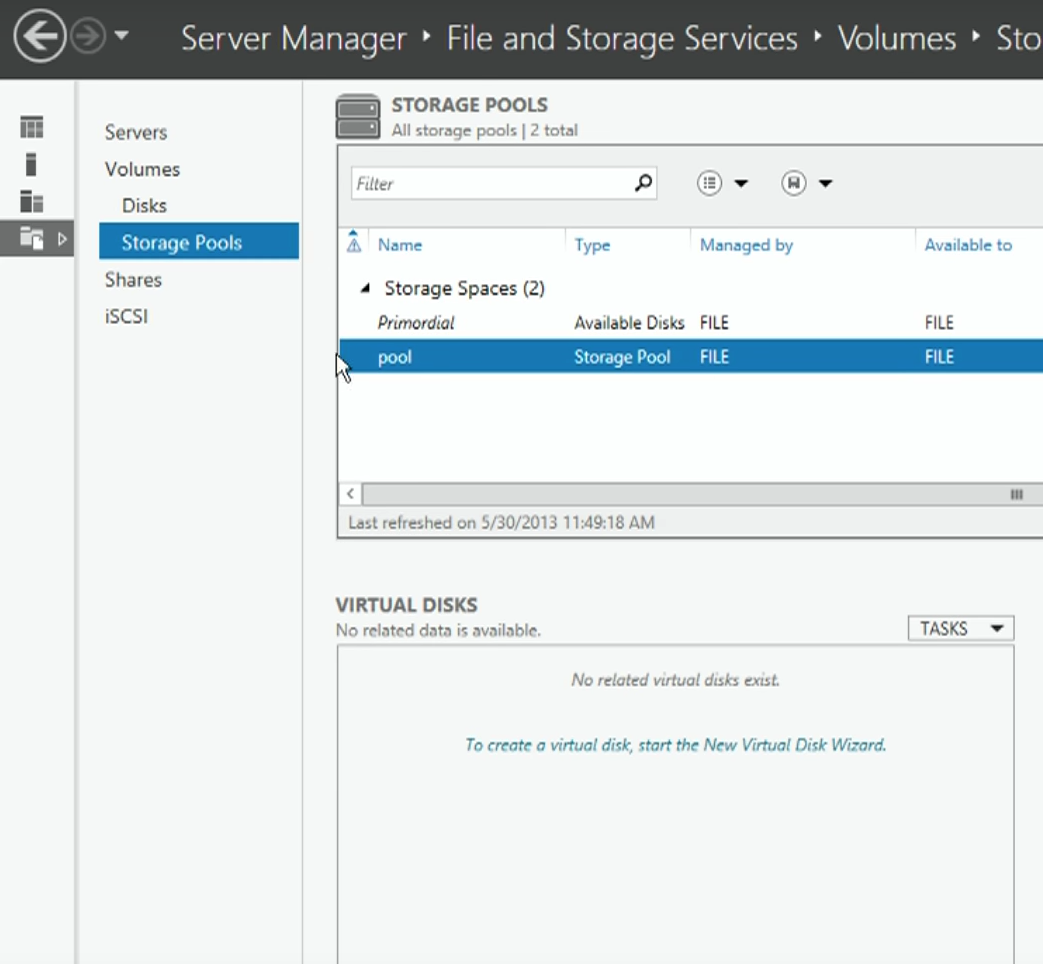 Server Manager ‣ File and Storage Services ‣ Volumes ‣ Sto
Servers
Volumes
Disks
Storage Pools
Shares
iSCSI
STORAGE POOLS
All storage pools | 2 total
Filter
Name Type Managed by Available to
Storage Spaces (2)
Primordial Available Disks FILE FILE
pool Storage Pool FILE FILE
Last refreshed on 5/30/2013 11:49:18 AM
VIRTUAL DISKS
No related data is available.
TASKS
No related virtual disks exist.
To create a virtual disk, start the New Virtual Disk Wizard.